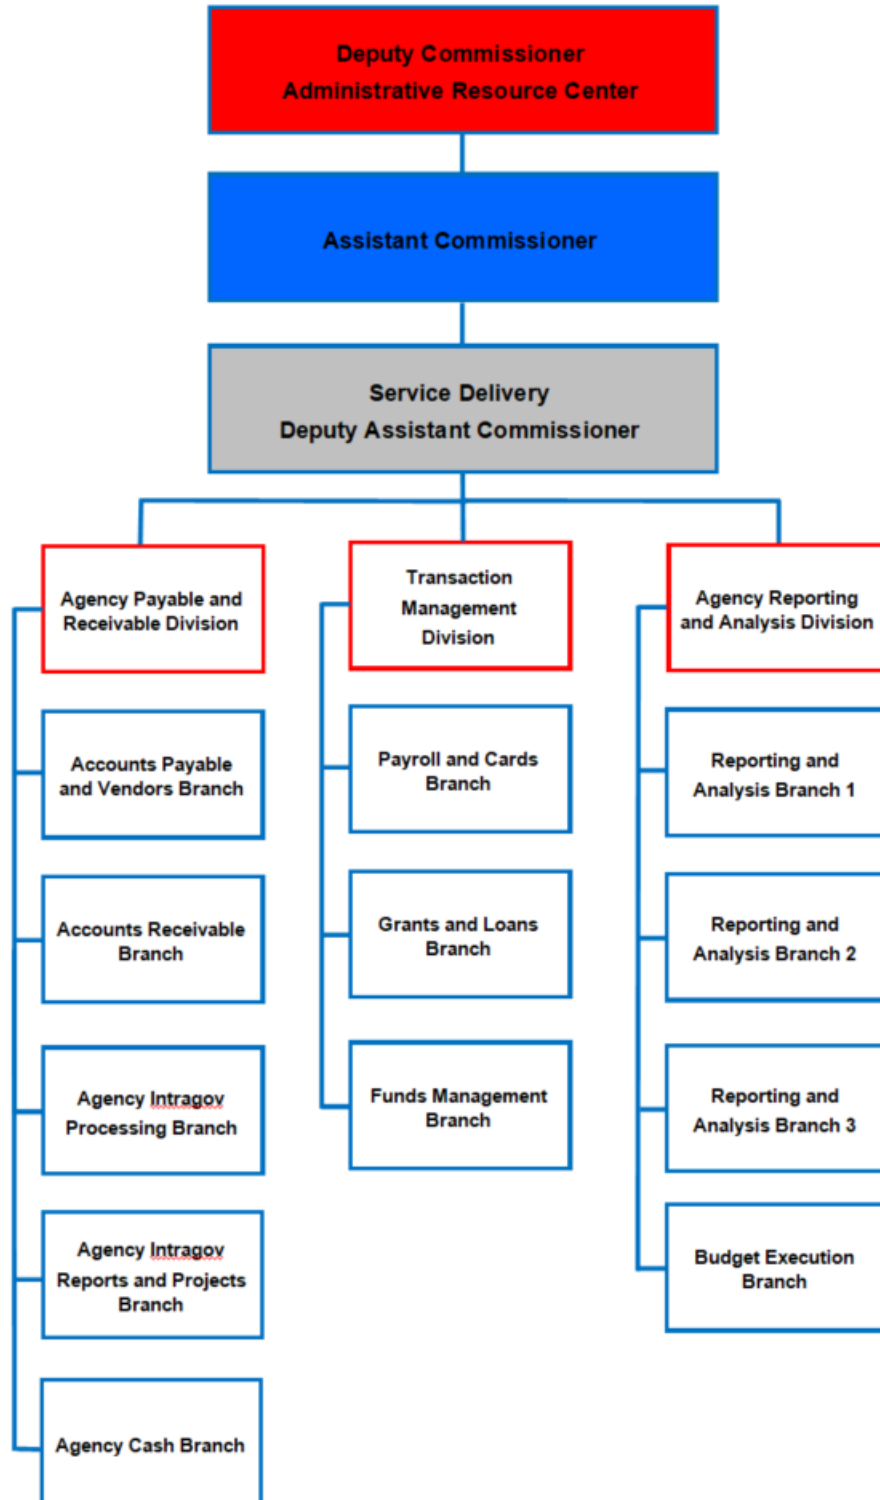 Deputy Commissioner
Administrative Resource Center
Assistant Commissioner
Service Delivery
Deputy Assistant Commissioner
Agency Payable and
Receivable Division
Accounts Payable
and Vendors Branch
Accounts Receivable
Branch
Agency Intragov
Processing Branch
Agency Intragov
Reports and Projects
Branch
Agency Cash Branch
Transaction
Management
Division
Payroll and Cards
Branch
Grants and Loans
Branch
Funds Management
Branch
Agency Reporting
and Analysis Division
Reporting and
Analysis Branch 1
Reporting and
Analysis Branch 2
Reporting and
Analysis Branch 3
Budget Execution
Branch